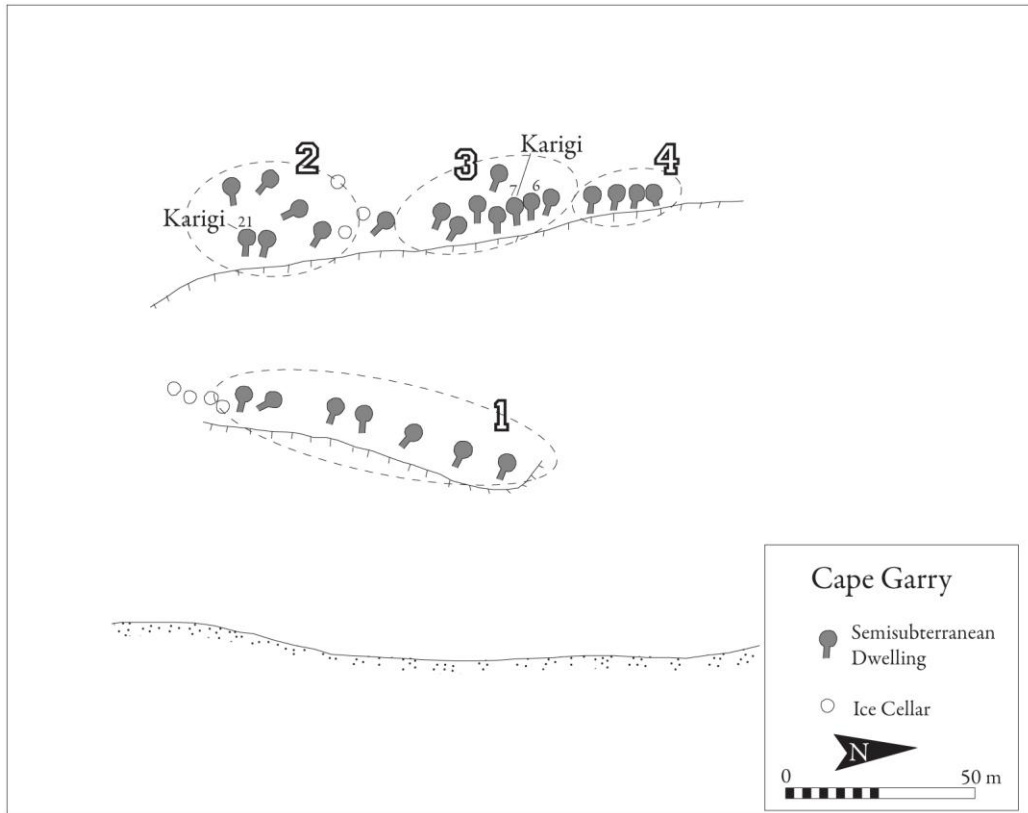 Karigi
2
3
4
7
6
Karigi
21
1
Cape Garry
Semisubterranean
Dwelling
Ice Cellar
N
0
50 m